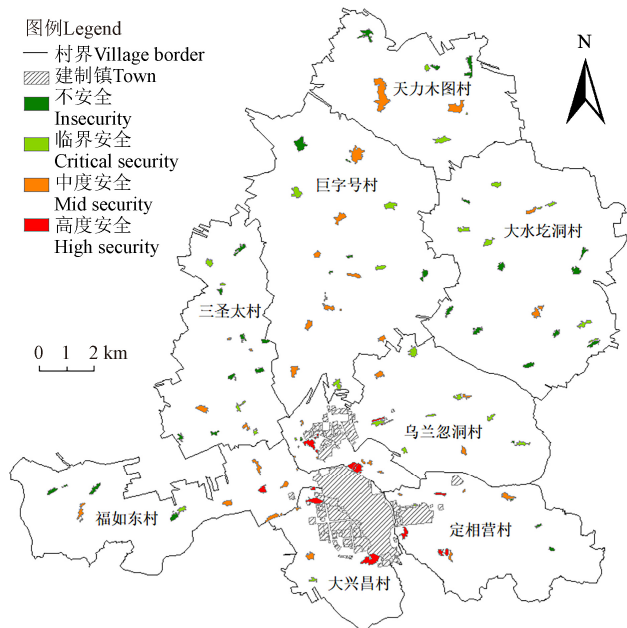 图例Legend
村界Village border
建制镇Town
不安全
Insecurity
临界安全
Critical security
中度安全
Mid security
高度安全
High security
N
天力木图村
巨字号村
大水圪洞村
三圣太村
0 1 2 km
乌兰忽洞村
福如东村
定相营村
大兴昌村